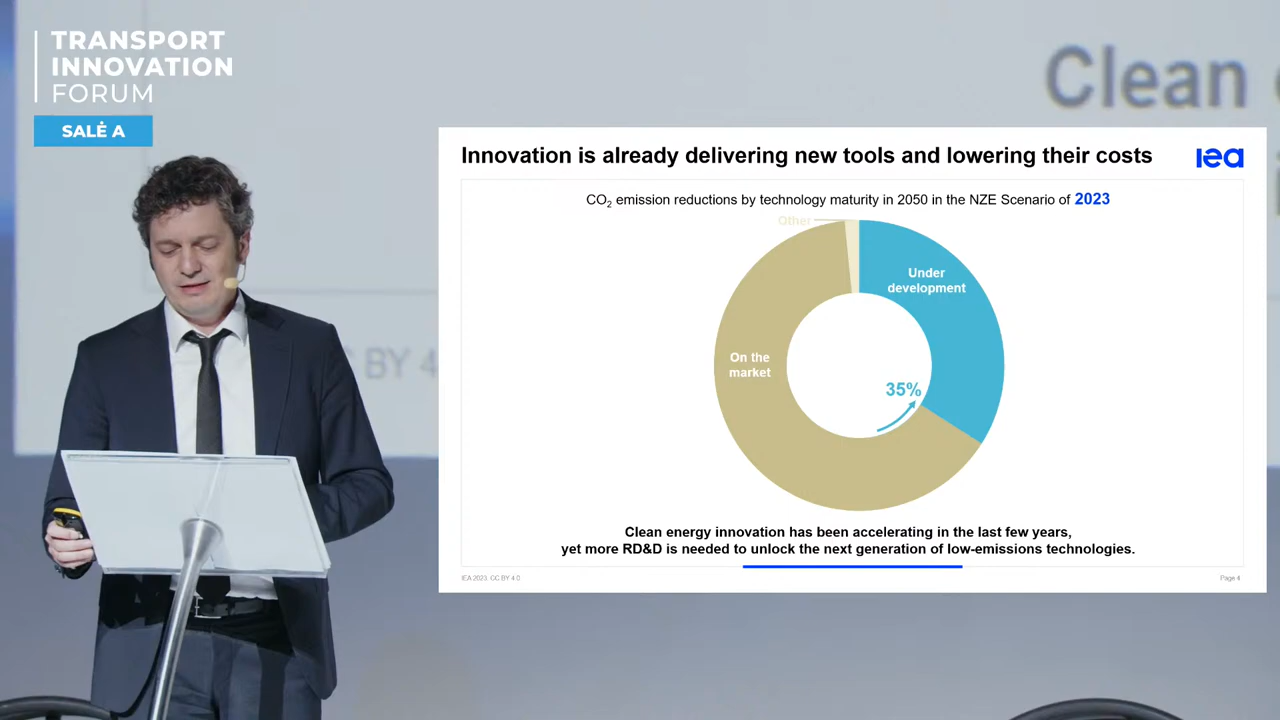 TRANSPORT
INNOVATION
FORUM
SALĖ A
Clean
BY 4
Innovation is already delivering new tools and lowering their costs
iea
CO₂ emission reductions by technology maturity in 2050 in the NZE Scenario of 2023
Other
Under
development
On the
market
35%
Clean energy innovation has been accelerating in the last few years,
yet more RD&D is needed to unlock the next generation of low-emissions technologies.
IEA 2023. CC BY 4.0
Page 4